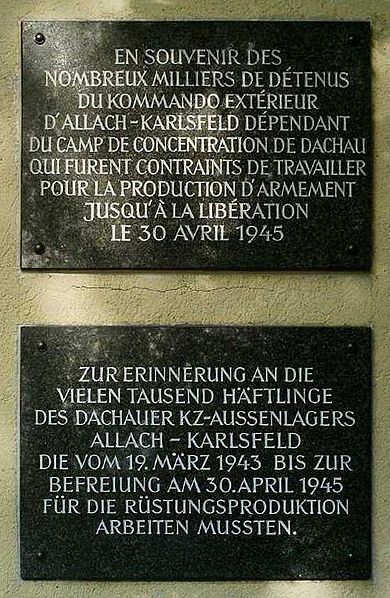 EN SOUVENIR DES
NOMBREUX MILLIERS DE DÉTENUS
DU KOMMANDO EXTÉRIEUR
D'ALLACH–KARLSFELD DÉPENDANT
DU CAMP DE CONCENTRATION DE DACHAU
QUI FURENT CONTRAINTS DE TRAVAILLER
POUR LA PRODUCTION D'ARMEMENT
JUSQU'À LA LIBÉRATION
LE 30 AVRIL 1945
ZUR ERINNERUNG AN DIE
VIELEN TAUSEND HÄFTLINGE
DES DACHAUER KZ-AUSSENLAGERS
ALLACH – KARLSFELD
DIE VOM 19. MÄRZ 1943 BIS ZUR
BEFREIUNG AM 30. APRIL 1945
FÜR DIE RÜSTUNGSPRODUKTION
ARBEITEN MUSSTEN.